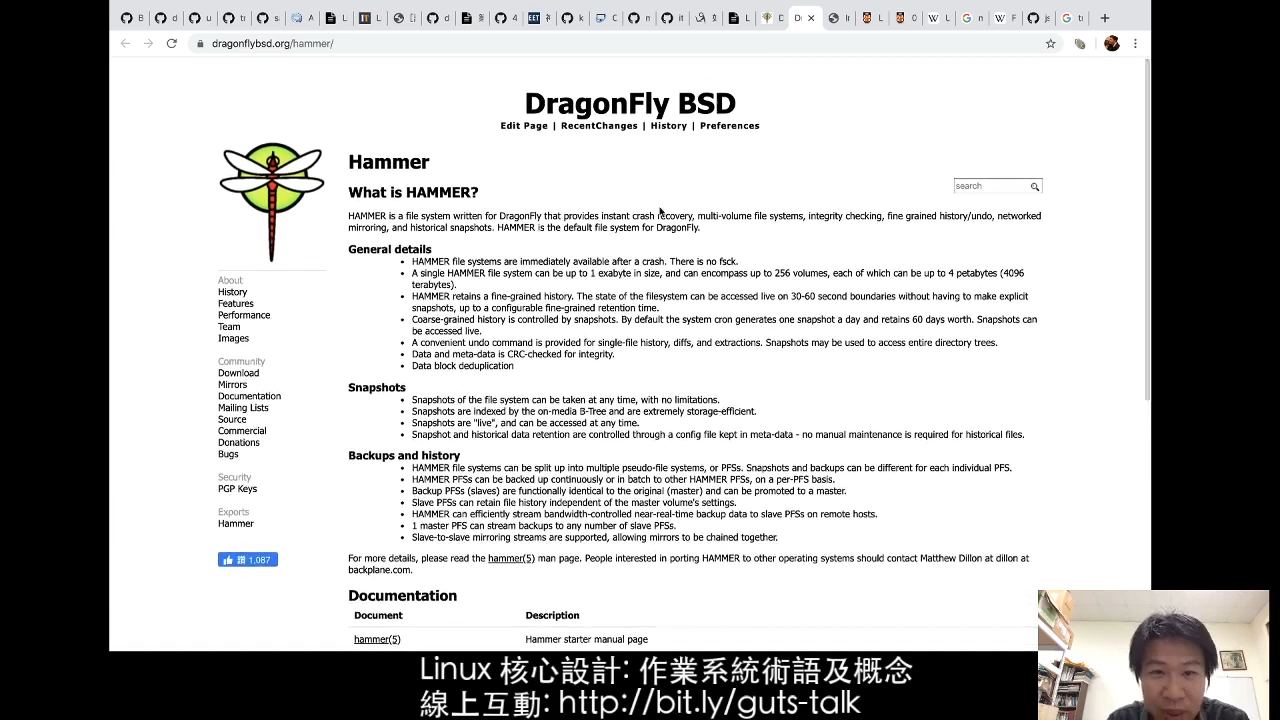 dragonflybsd.org/hammer/
DragonFly BSD
Edit Page | RecentChanges | History | Preferences
Hammer
search
What is HAMMER?
HAMMER is a file system written for DragonFly that provides instant crash recovery, multi-volume file systems, integrity checking, fine grained history/undo, networked
mirroring, and historical snapshots. HAMMER is the default file system for DragonFly.
General details
HAMMER file systems are immediately available after a crash. There is no fsck.
A single HAMMER file system can be up to 1 exabyte in size, and can encompass up to 256 volumes, each of which can be up to 4 petabytes (4096
terabytes).
HAMMER retains a fine-grained history. The state of the filesystem can be accessed live on 30-60 second boundaries without having to make explicit
snapshots, up to a configurable fine-grained retention time.
Coarse-grained history is controlled by snapshots. By default the system cron generates one snapshot a day and retains 60 days worth. Snapshots can
be accessed live.
A convenient undo command is provided for single-file history, diffs, and extractions. Snapshots may be used to access entire directory trees.
Data and meta-data is CRC-checked for integrity.
Data block deduplication
Snapshots
Snapshots of the file system can be taken at any time, with no limitations.
Snapshots are indexed by the on-media B-Tree and are extremely storage-efficient.
Snapshots are "live", and can be accessed at any time.
Snapshot and historical data retention are controlled through a config file kept in meta-data - no manual maintenance is required for historical files.
Backups and history
HAMMER file systems can be split up into multiple pseudo-file systems, or PFSs. Snapshots and backups can be different for each individual PFS.
HAMMER PFSs can be backed up continuously or in batch to other HAMMER PFSs, on a per-PFS basis.
Backup PFSs (slaves) are functionally identical to the original (master) and can be promoted to a master.
Slave PFSs can retain file history independent of the master volume's settings.
HAMMER can efficiently stream bandwidth-controlled near-real-time backup data to slave PFSs on remote hosts.
1 master PFS can stream backups to any number of slave PFSs.
Slave-to-slave mirroring streams are supported, allowing mirrors to be chained together.
For more details, please read the hammer(5) man page. People interested in porting HAMMER to other operating systems should contact Matthew Dillon at dillon at
backplane.com.
Documentation
Document Description
hammer(5) Hammer starter manual page
About
History
Features
Performance
Team
Images
Community
Download
Mirrors
Documentation
Mailing Lists
Source
Commercial
Donations
Bugs
Security
PGP Keys
Exports
Hammer
讚 1,087
Linux 核心設計: 作業系統術語及概念
線上互動: http://bit.ly/guts-talk